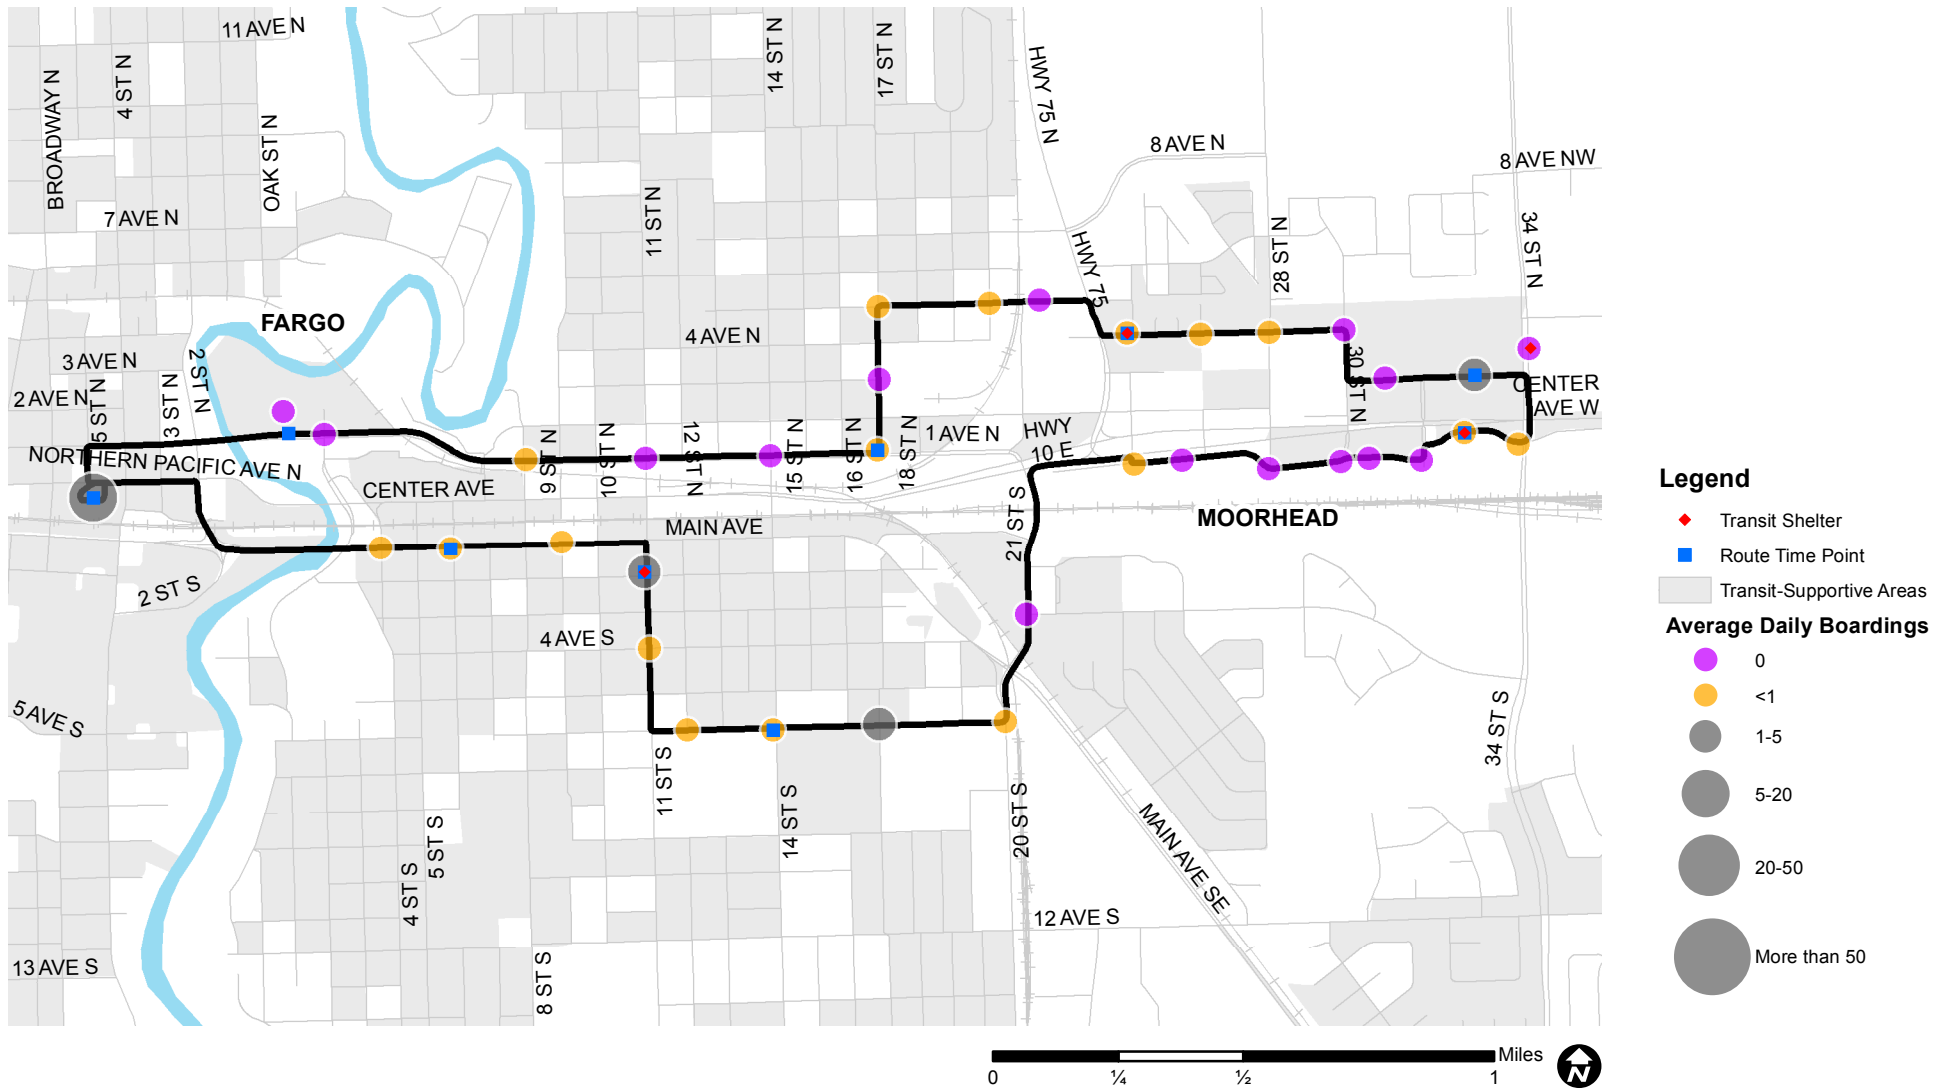 11 AVE N
BROADWAY N
4 ST N
OAK ST N
7 AVE N
14 ST N
17 ST N
11 ST N
HWY 75 N
8 AVE N
8 AVE NW
28 ST N
34 ST N
HWY 75
FARGO
3 AVE N
2 AVE N
5 ST N
3 ST N
2 ST N
4 AVE N
NORTHERN PACIFIC AVE N
CENTER AVE
9 ST N
10 ST N
12 ST N
15 ST N
16 ST N
18 ST N
1 AVE N
HWY
10 E
30 ST N
CENTER
AVE W
MAIN AVE
21 ST S
MOORHEAD
2 ST S
4 AVE S
5 AVE S
11 ST S
14 ST S
20 ST S
34 ST S
MAIN AVE SE
5 ST S
4 ST S
12 AVE S
13 AVE S
8 ST S
Legend
Transit Shelter
Route Time Point
Transit-Supportive Areas
Average Daily Boardings
0
<1
1-5
5-20
20-50
More than 50
Miles
0
¼
½
1
N